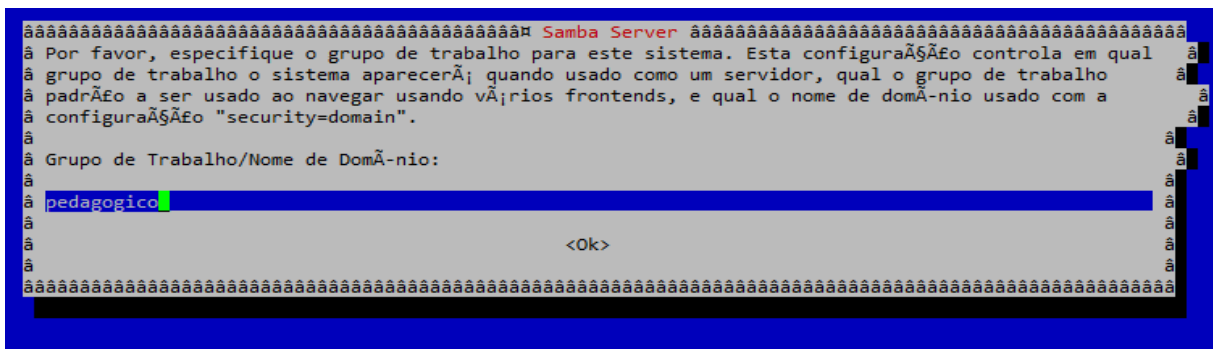 âââââââââââââââââââââââââââââââââââââââââââââ¤ Samba Server âââââââââââââââââââââââââââââââââââââââââââââ
â Por favor, especifique o grupo de trabalho para este sistema. Esta configuraÃ§Ã£o controla em qual â
â grupo de trabalho o sistema aparecerÃ¡ quando usado como um servidor, qual o grupo de trabalho â
â padrÃ£o a ser usado ao navegar usando vÃ¡rios frontends, e qual o nome de domÃ-nio usado com a â
â configuraÃ§Ã£o "security=domain". â
â â
â Grupo de Trabalho/Nome de DomÃ-nio: â
â â
â pedagogico â
â â
â <Ok> â
â â
ââââââââââââââââââââââââââââââââââââââââââââââââââââââââââââââââââââââââââââââââââââââââââââââââââââââââ